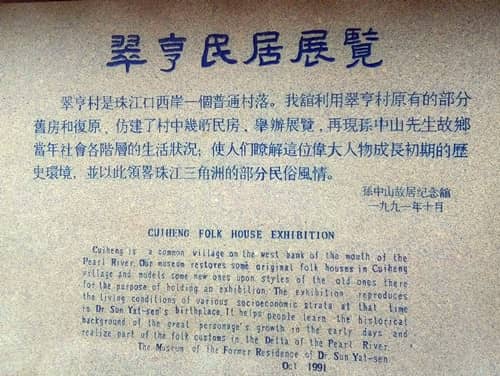 翠亨民居展覽
翠亨村是珠江口西岸一個普通村落。我舘利用翠亨村原有的部分
舊房和復原、仿建了村中幾所民房，舉辦展覽，再現孫中山先生故鄉
當年社會各階層的生活狀況；使人们瞭解這位偉大人物成長初期的歷
史環境，並以此領畧珠江三角洲的部分民俗風情。
孫中山故居纪念舘
一九九一年十月
CUIHENG FOLK HOUSE EXHIBITION
Cuiheng is a common village on the west bank of the mouth of the
Pearl River. Our museum restores some original folk houses in Cuiheng
village and models some new ones upon styles of the old ones there
for the purpose of holding an exhibition. The exhibition reproduces
the living conditions of various socioeconomic strata at that time
in Dr Sun Yat-sen's birthplace. It helps people learn the historical
background of the great personage's growth in the early days and
realize part of the folk customs in the Delta of the Pearl River.
The Museum of the Former Residence of Dr. Sun Yat-sen
Oct 1991